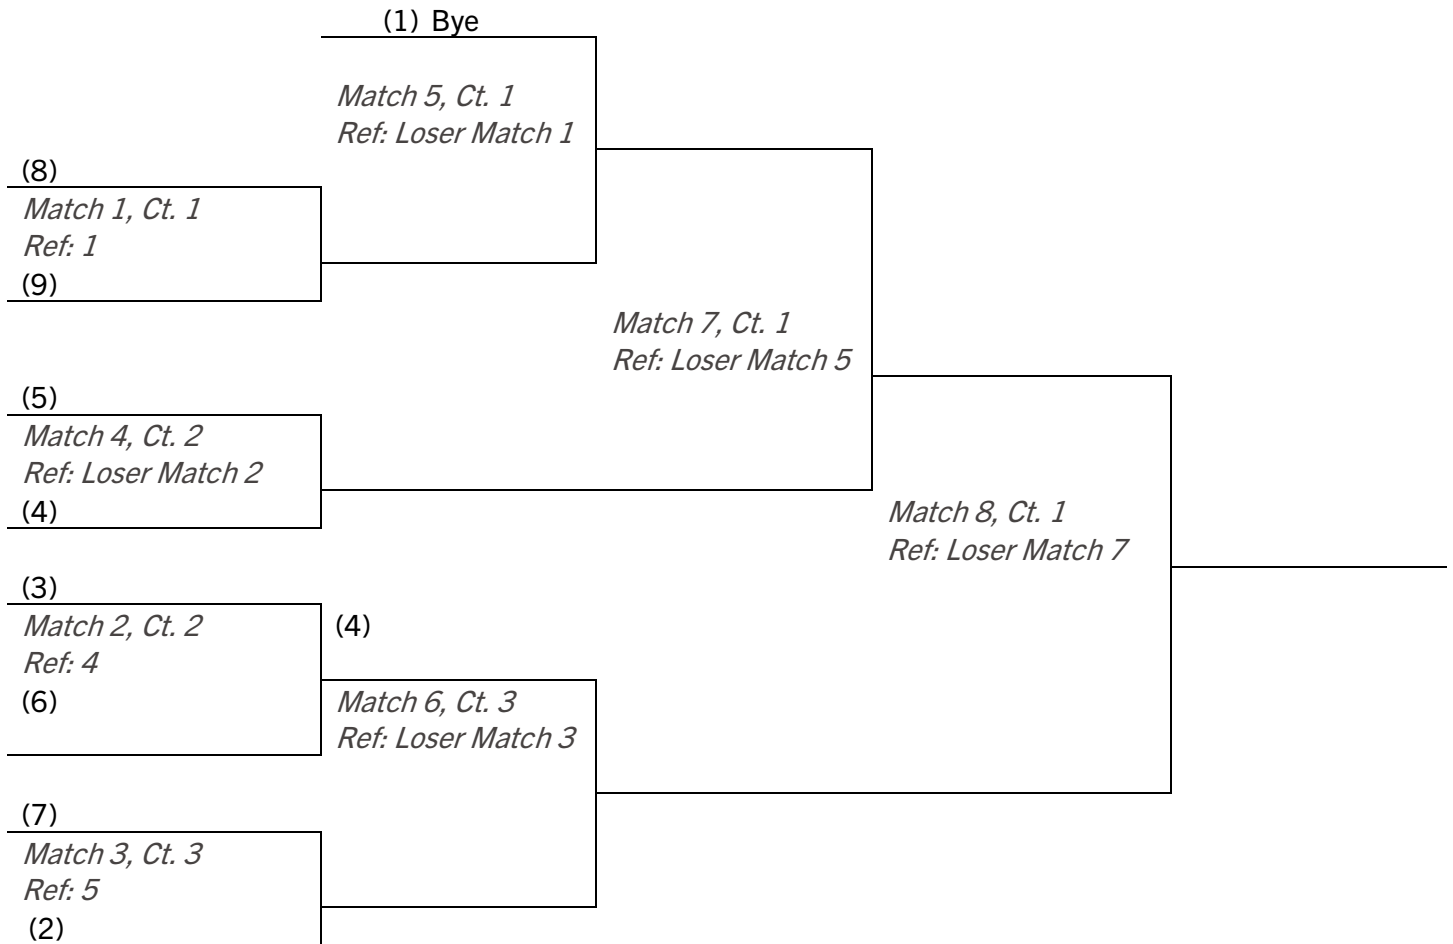 (1) Bye
Match 5, Ct. 1
Ref: Loser Match 1
(8)
Match 1, Ct. 1
Ref: 1
(9)
Match 7, Ct. 1
Ref: Loser Match 5
(5)
Match 4, Ct. 2
Ref: Loser Match 2
(4)
Match 8, Ct. 1
Ref: Loser Match 7
(3)
Match 2, Ct. 2
Ref: 4
(6)
(4)
Match 6, Ct. 3
Ref: Loser Match 3
(7)
Match 3, Ct. 3
Ref: 5
(2)